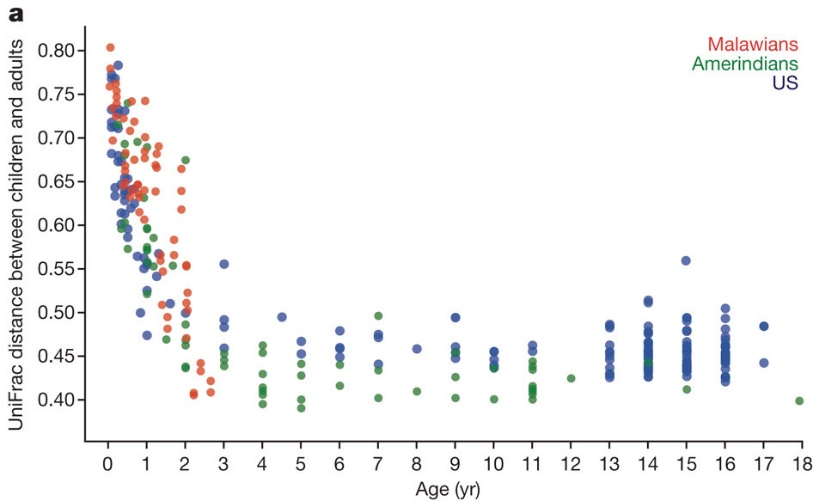 a
Malawians
Amerindians
US
UniFrac distance between children and adults
0.80
0.75
0.70
0.65
0.60
0.55
0.50
0.45
0.40
0 1 2 3 4 5 6 7 8 9 10 11 12 13 14 15 16 17 18
Age (yr)